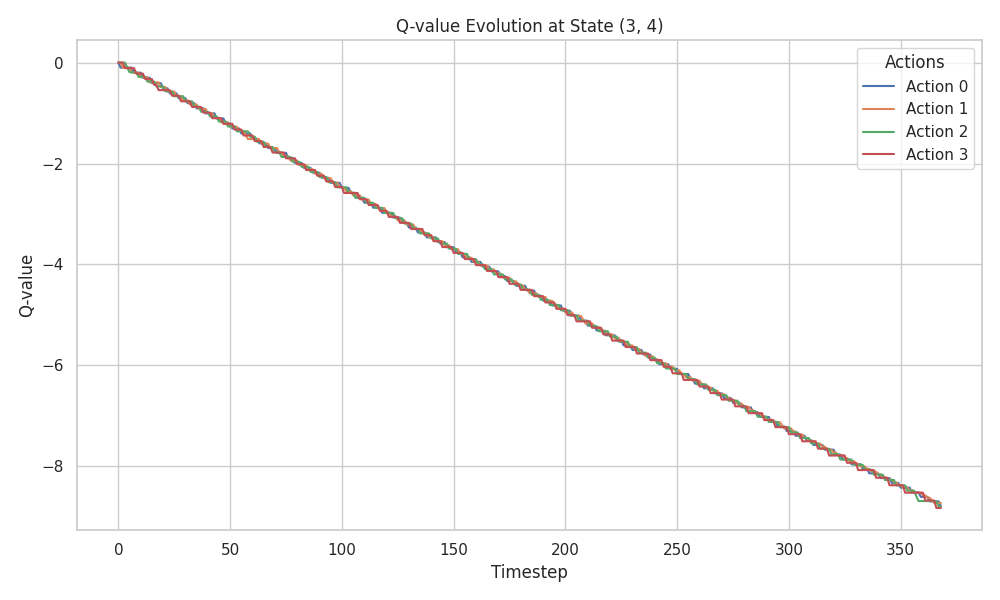 Q-value Evolution at State (3, 4)
Actions
Action 0
Action 1
Action 2
Action 3
Q-value
0
−2
−4
−6
−8
0 50 100 150 200 250 300 350
Timestep